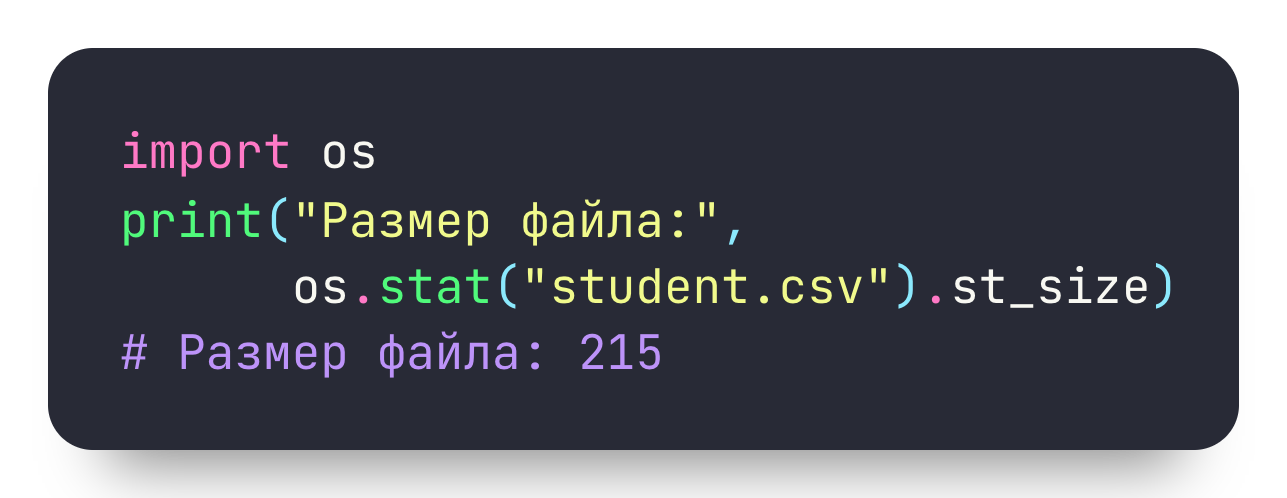 import os
print("Размер файла:",
      os.stat("student.csv").st_size)
# Размер файла: 215